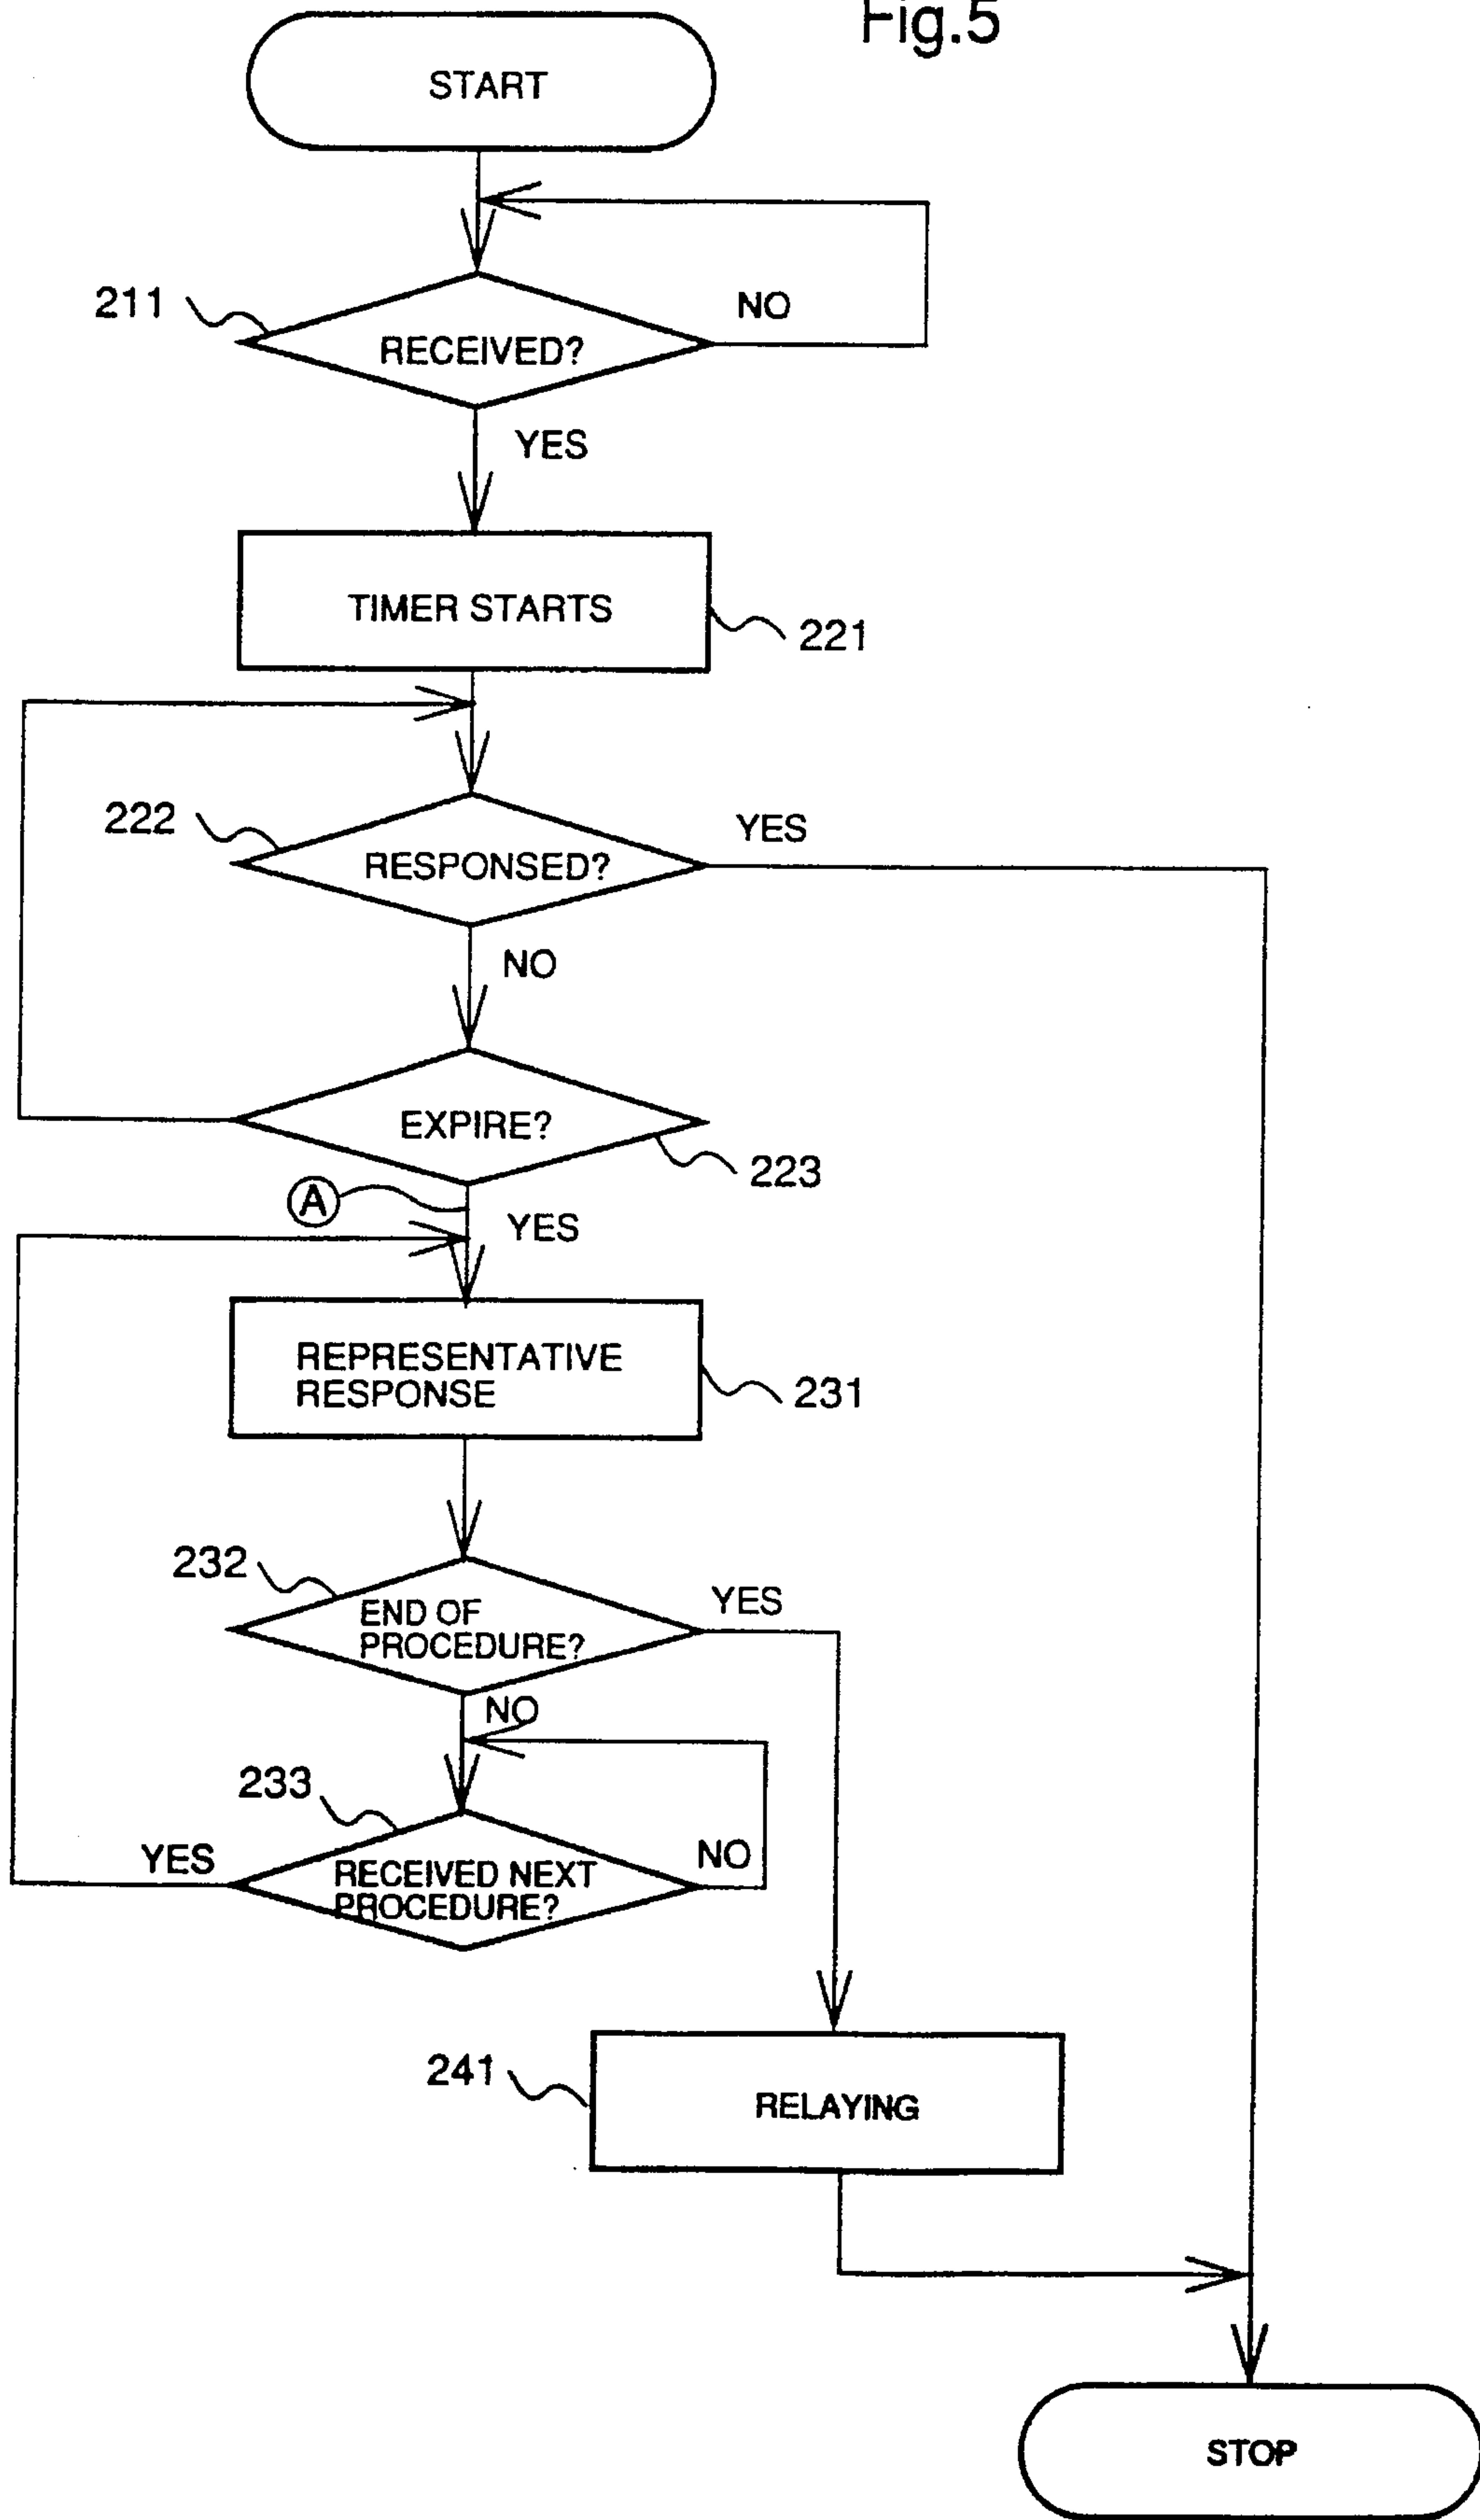 Fig.5
START
211
NO
RECEIVED?
YES
TIMER STARTS
221
222
YES
RESPONSED?
NO
EXPIRE?
223
A
YES
REPRESENTATIVE
RESPONSE
231
232
YES
END OF
PROCEDURE?
NO
233
YES
NO
RECEIVED NEXT
PROCEDURE?
241
RELAYING
STOP